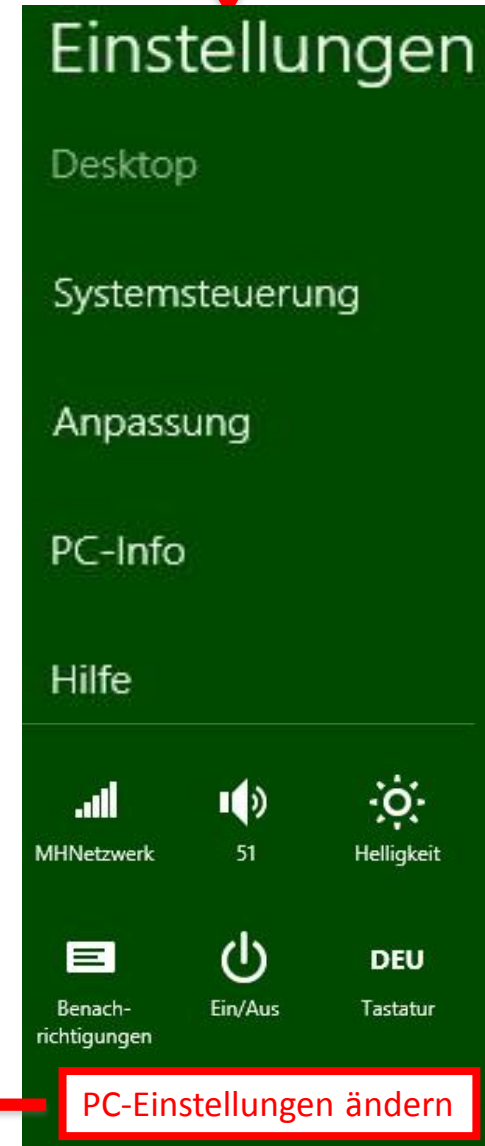 Einstellungen
Desktop
Systemsteuerung
Anpassung
PC-Info
Hilfe
MHNetzwerk
51
Helligkeit
DEU
Benach-
richtigungen
Ein/Aus
Tastatur
PC-Einstellungen ändern